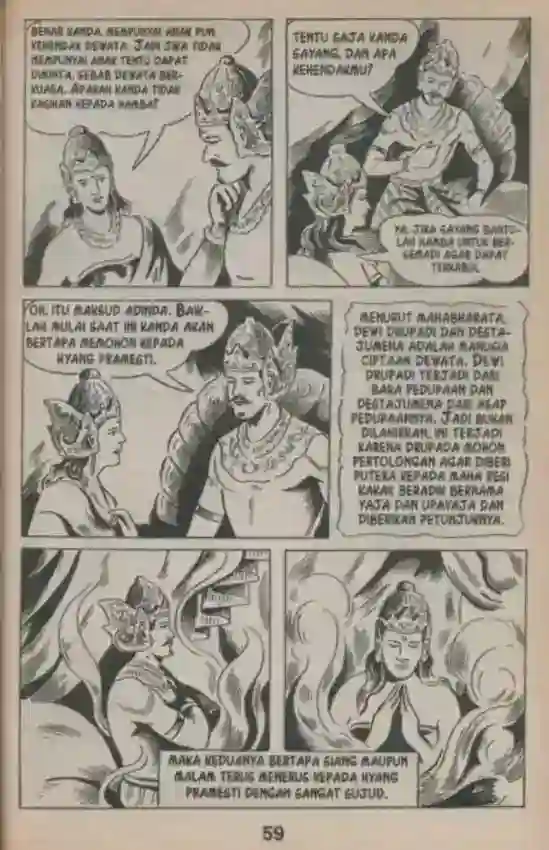 BENAR KANDA. MEMPUNYAI ANAK PUN
KEHENDAK DEWATA. JADI JIKA TIDAK
MEMPUNYAI ANAK TENTU DAPAT
DIMINTA, SEBAB DEWATA BER-
KUASA. APAKAH KANDA TIDAK
KASIHAN KEPADA HAMBA?
TENTU SAJA KANDA
SAYANG, DAN APA
KEHENDAKMU?
YA, JIKA SAYANG BANTU-
LAH HAMBA UNTUK BER-
SEMADI AGAR DAPAT
TERKABUL
OH, ITU MAKSUD ADINDA. BAIK-
LAH MULAI SAAT INI KANDA AKAN
BERTAPA MEMOHON KEPADA
HYANG PRAMESTI.
MENURUT MAHABHARATA,
DEWI DRUPADI DAN DESTA-
JUMENA ADALAH MANUSIA
CIPTAAN DEWATA. DEWI
DRUPADI TERJADI DARI
BARA PEDUPAAN DAN
DESTAJUMENA DARI ASAP
PEDUPAANNYA. JADI BUKAN
DILAHIRKAN. INI TERJADI
KARENA DRUPADA MOHON
PERTOLONGAN AGAR DIBERI
PUTERA KEPADA MAHA RESI
KAKAK BERADIK BERNAMA
YAJA DAN UPAYAJA DAN
DIBERIKAN PETUNJUKNYA.
MAKA KEDUANYA BERTAPA SIANG MAUPUN
MALAM TERUS MENERUS KEPADA HYANG
PRAMESTI DENGAN SANGAT SUJUD.
59